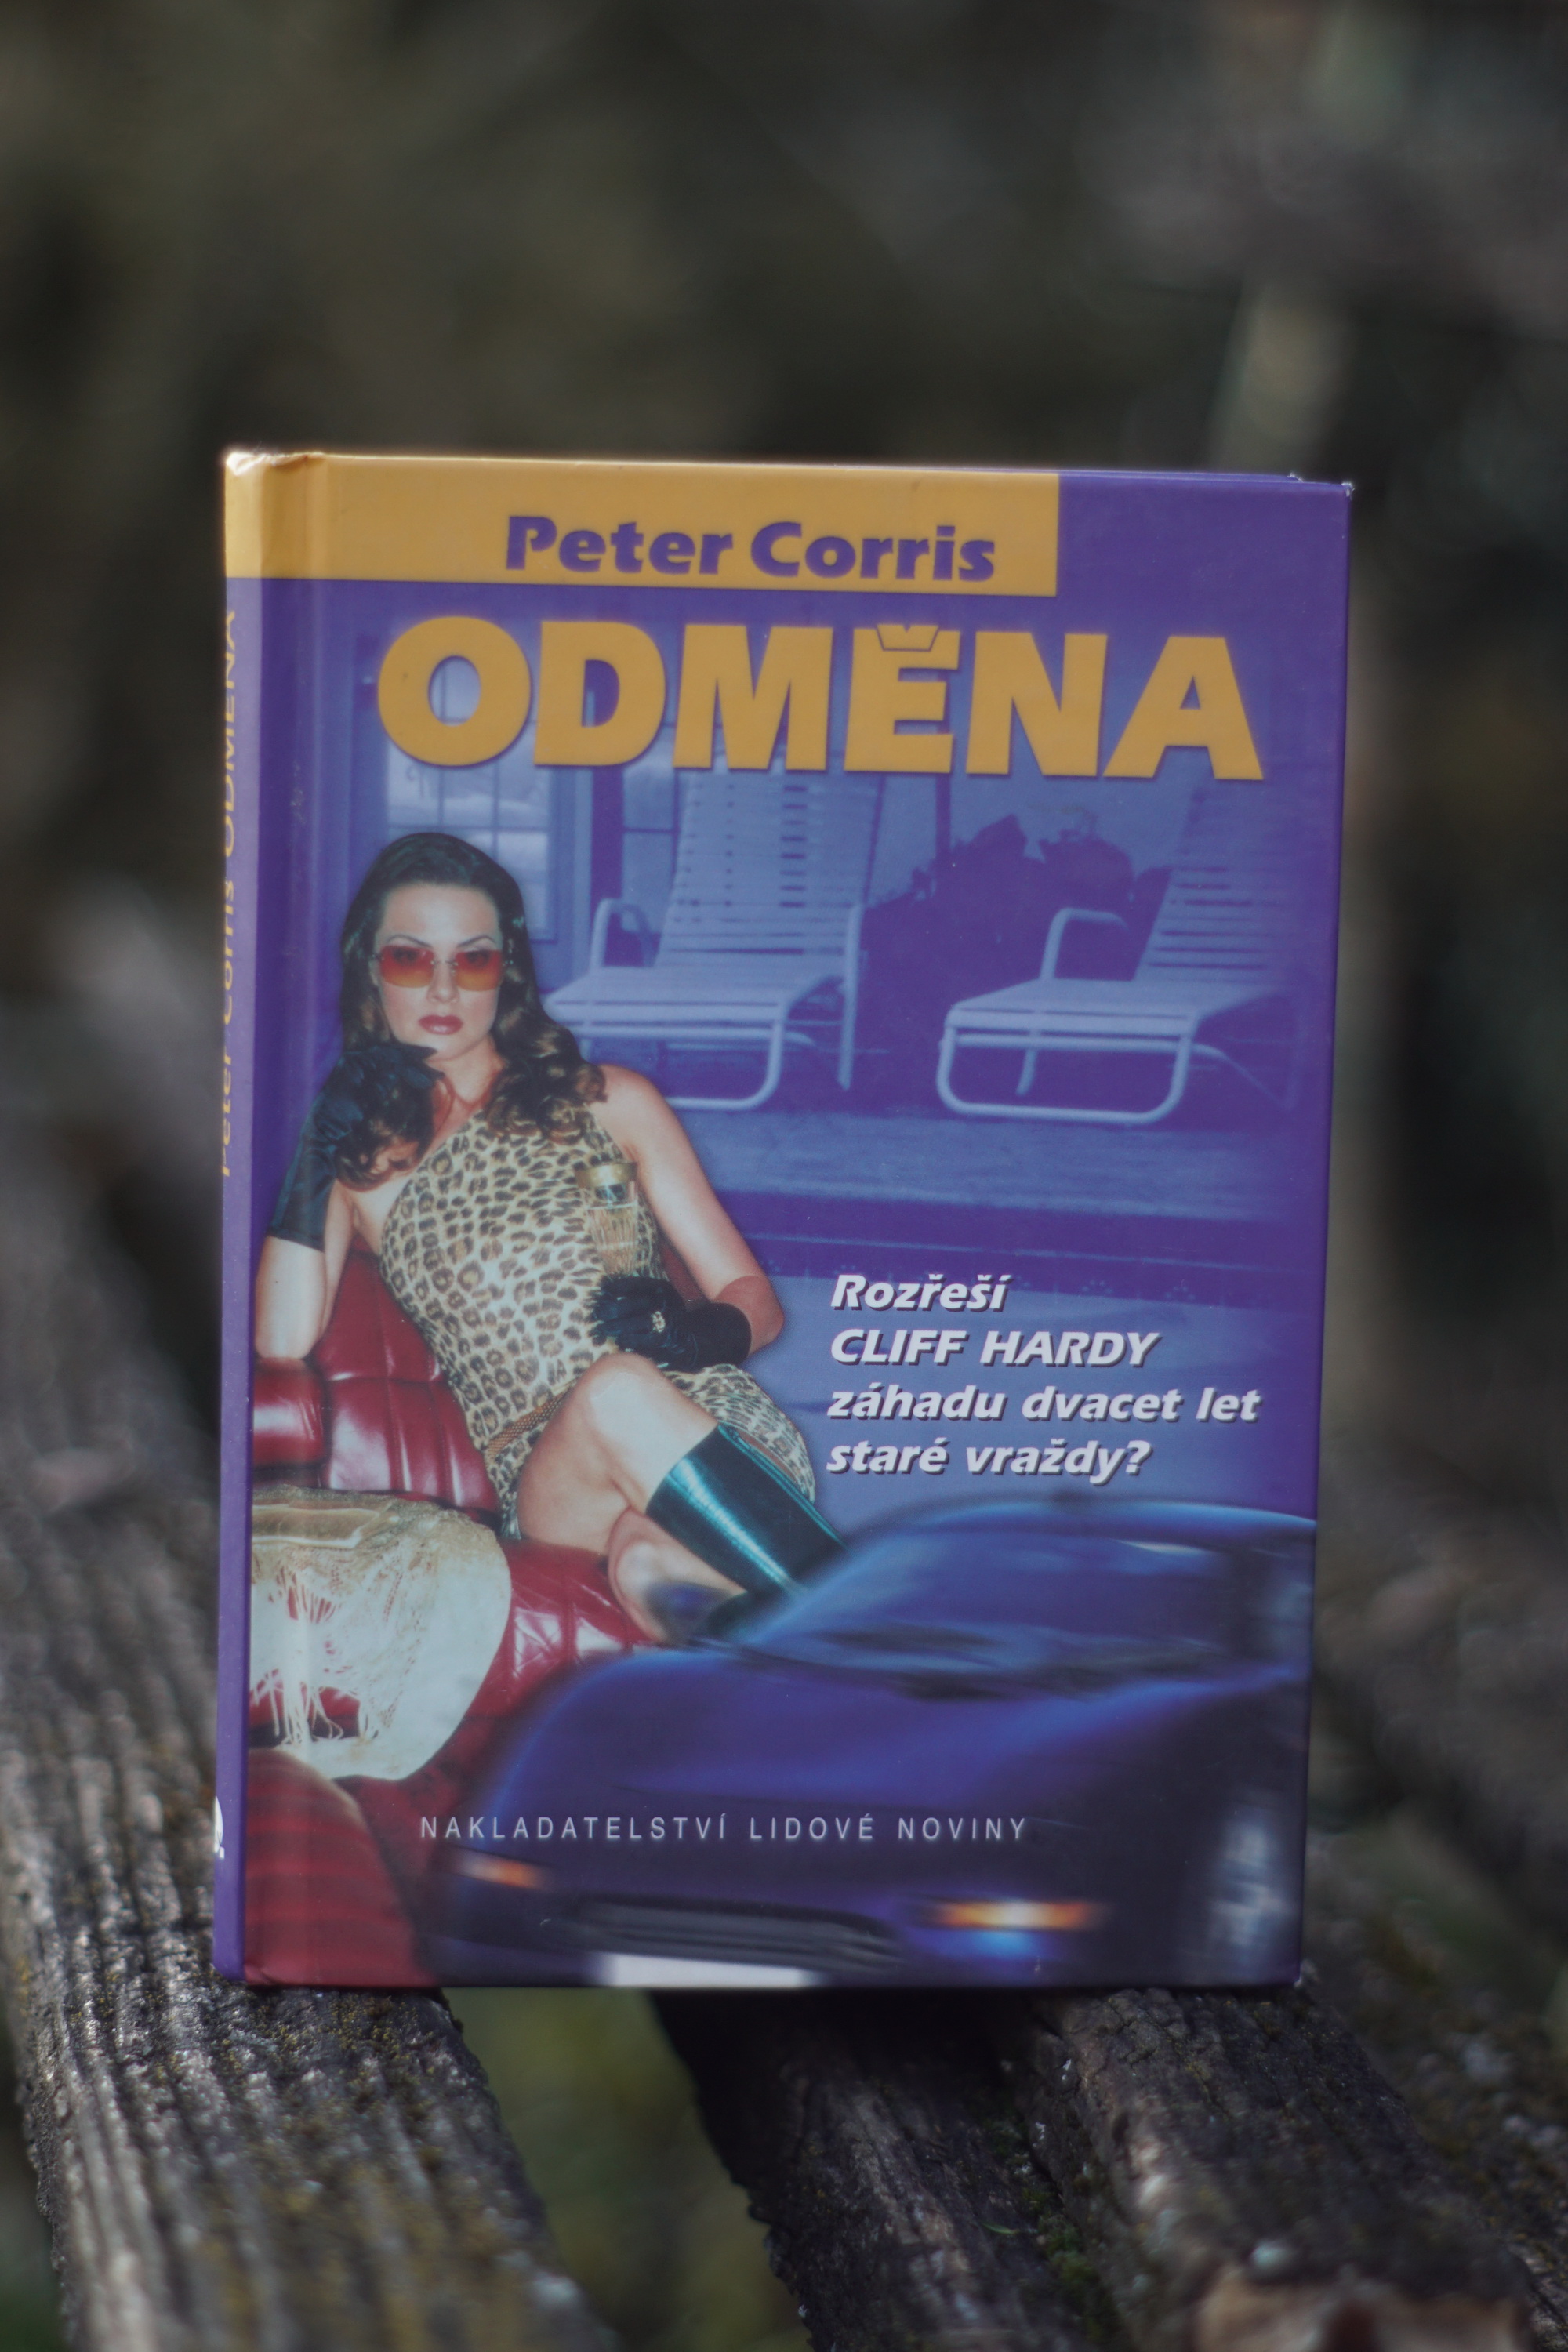 Peter Corris
ODMĚNA
Rozřeší
CLIFF HARDY
záhadu dvacet let
staré vraždy?
NAKLADATELSTVÍ LIDOVÉ NOVINY
Peter Corris ODMĚNA